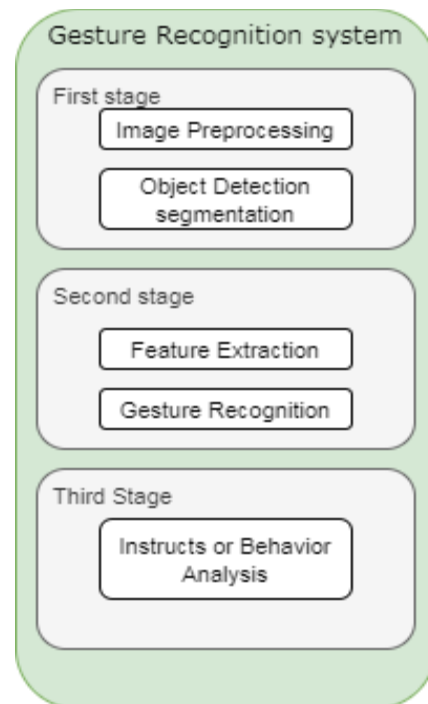 Gesture Recognition system
First stage
Image Preprocessing
Object Detection
segmentation
Second stage
Feature Extraction
Gesture Recognition
Third Stage
Instructs or Behavior
Analysis